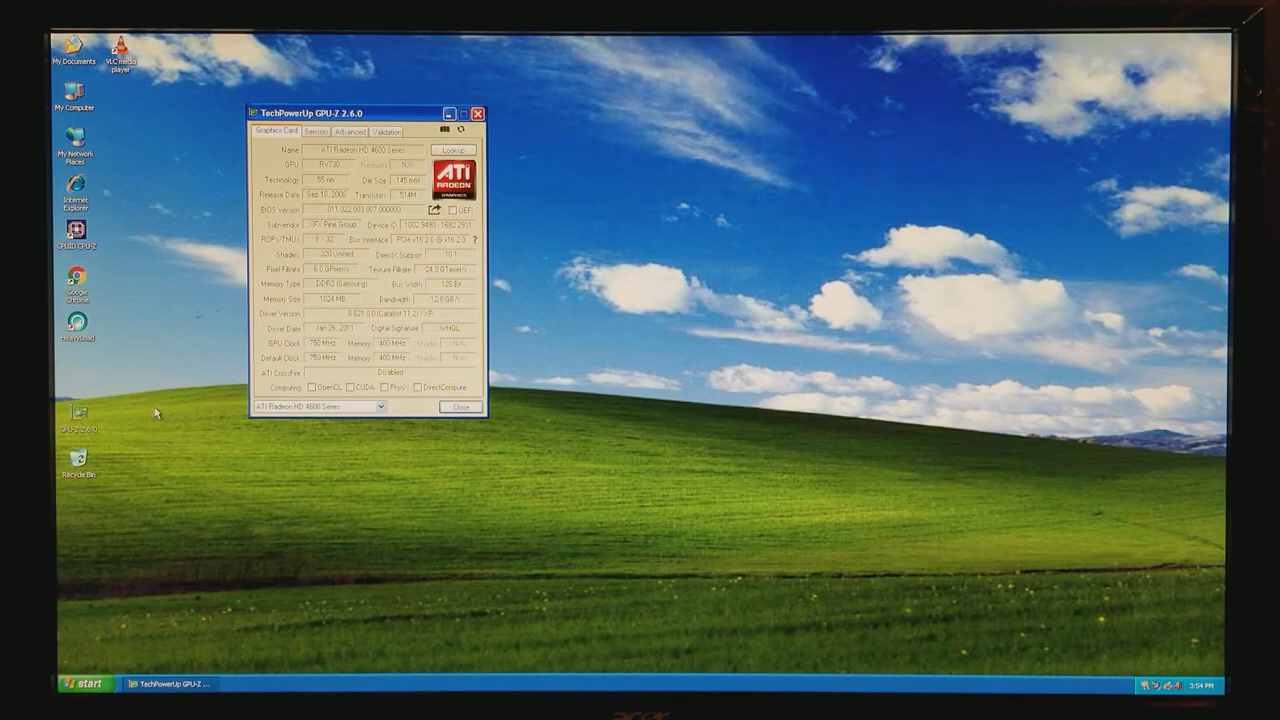 My Documents
VLC media player
My Computer
My Network Places
Internet Explorer
CPUID CPU-Z
Google Chrome
HeavyLoad
GPU-Z.2.6.0
Recycle Bin
TechPowerUp GPU-Z 2.6.0
Graphics Card Sensors Advanced Validation
Name ATI Radeon HD 4600 Series Lookup
GPU RV730 Revision N/A
Technology 55 nm Die Size 145 mm²
Release Date Sep 10, 2008 Transistors 514M
ATI RADEON GRAPHICS
BIOS Version 011.022.003.007.000000 UEFI
Subvendor XFX Pine Group Device ID 1002 9490 - 1682 2931
ROPs/TMUs 8 / 32 Bus Interface PCIe x16 2.0 @ x16 2.0 ?
Shaders 320 Unified DirectX Support 10.1
Pixel Fillrate 6.0 GPixel/s Texture Fillrate 24.0 GTexel/s
Memory Type DDR2 (Samsung) Bus Width 128 Bit
Memory Size 1024 MB Bandwidth 12.8 GB/s
Driver Version 8.821.0.0 (Catalyst 11.2) / XP
Driver Date Jan 26, 2011 Digital Signature WHQL
GPU Clock 750 MHz Memory 400 MHz Shader N/A
Default Clock 750 MHz Memory 400 MHz Shader N/A
ATI CrossFire Disabled
Computing OpenCL CUDA PhysX DirectCompute
ATI Radeon HD 4600 Series Close
start TechPowerUp GPU-Z ... 3:54 PM
acer